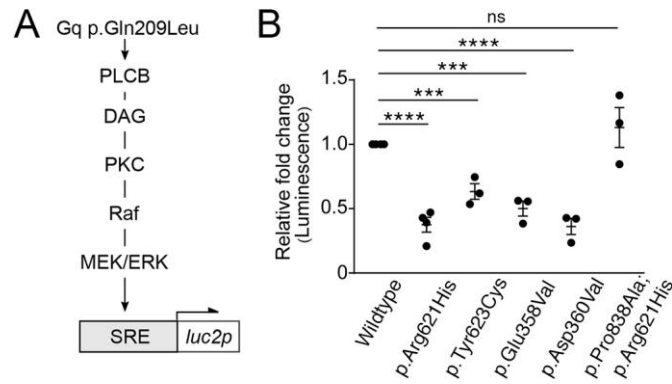 A
Gq p.Gln209Leu
PLCB
DAG
PKC
Raf
MEK/ERK
SRE luc2p
B
ns
****
***
***
****
Relative fold change
(Luminescence)
1.5
1.0
0.5
0
Wildtype
p.Arg621His
p.Tyr623Cys
p.Glu358Val
p.Asp360Val
p.Pro838Ala;
p.Arg621His